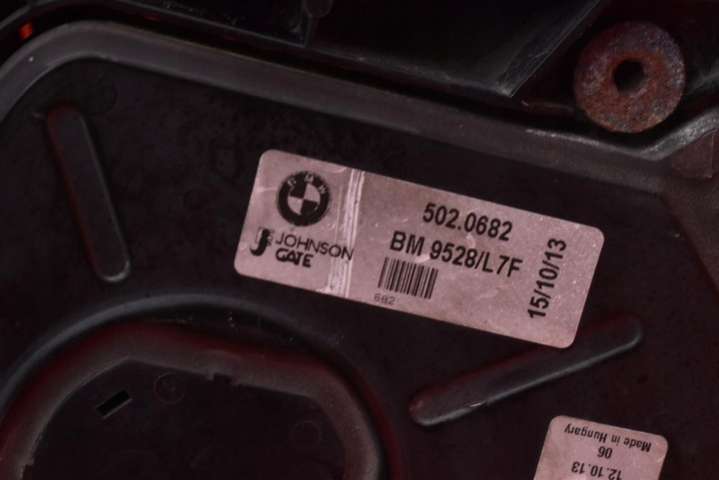 BMW
JOHNSON
GATE
502.0682
BM 9528/L7F
682
15/10/13
Made in Hungary
06
12.10.13